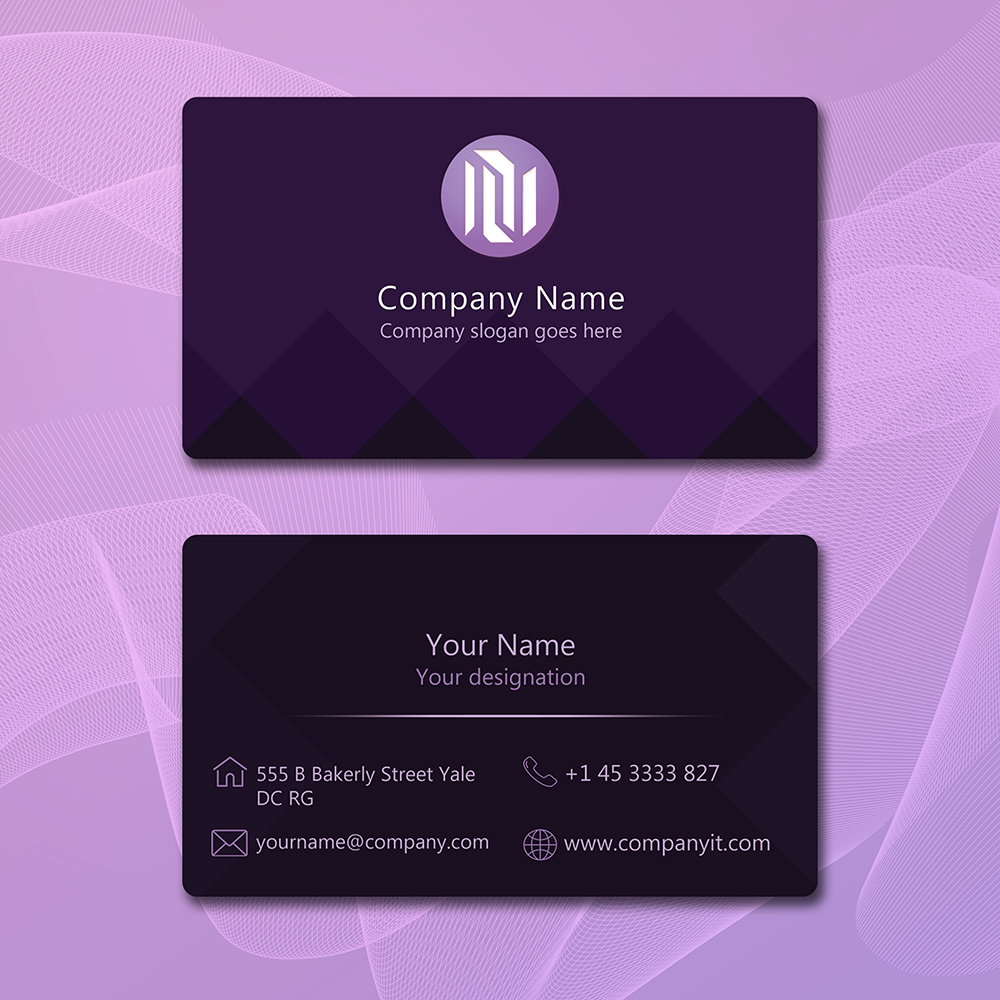 Company Name
Company slogan goes here
Your Name
Your designation
555 B Bakerly Street Yale
DC RG
+1 45 3333 827
yourname@company.com
www.companyit.com